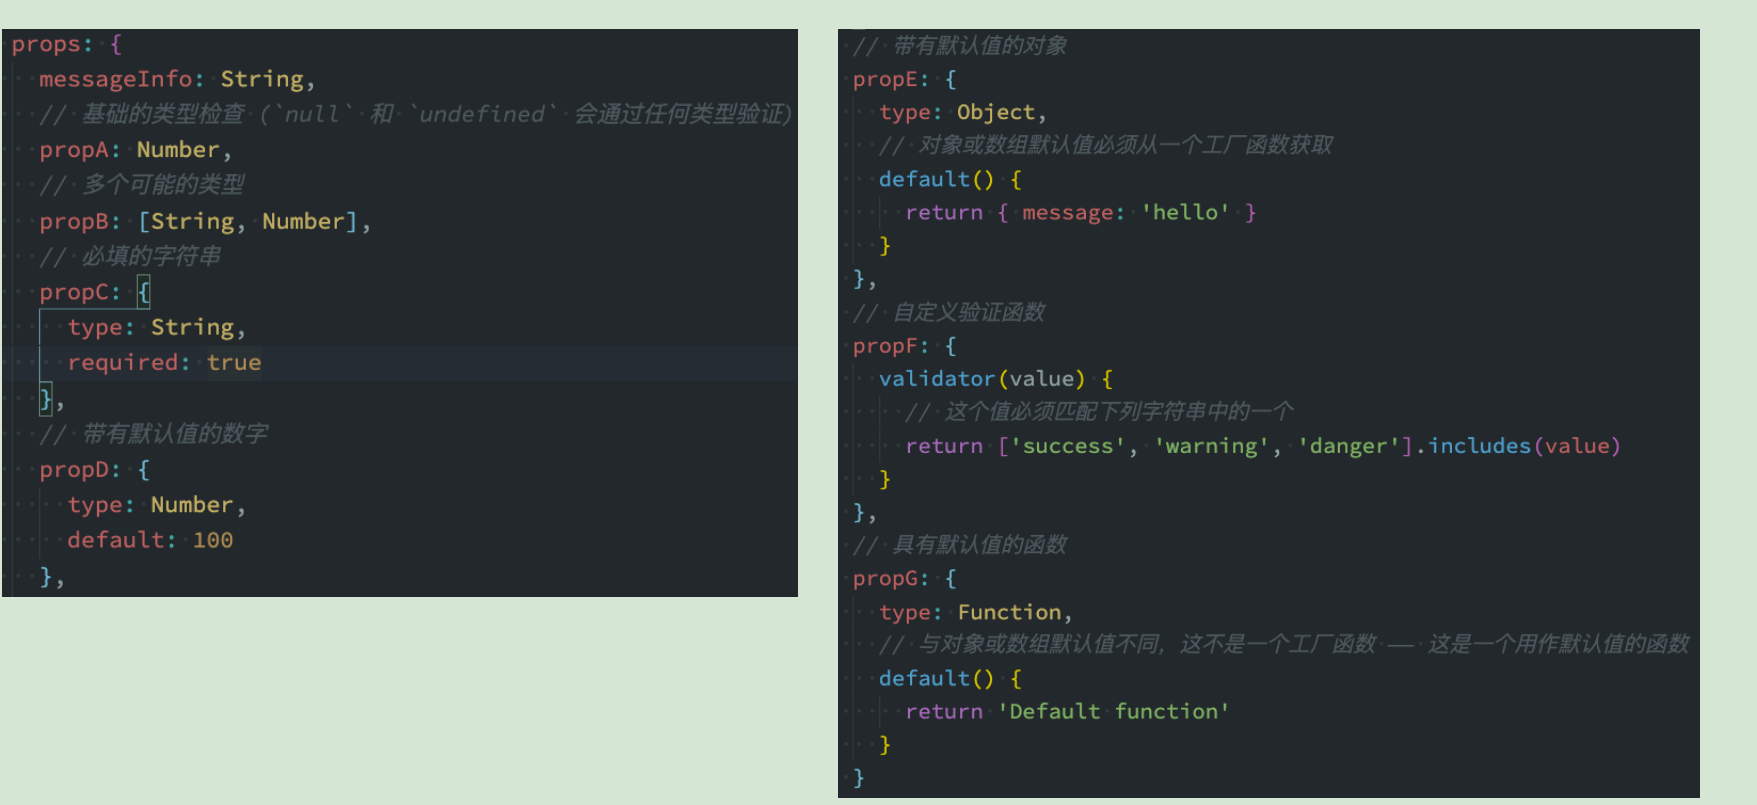 props: {
messageInfo: String,
// 基础的类型检查 (`null` 和 `undefined` 会通过任何类型验证)
propA: Number,
// 多个可能的类型
propB: [String, Number],
// 必填的字符串
propC: {
type: String,
required: true
},
// 带有默认值的数字
propD: {
type: Number,
default: 100
},
// 带有默认值的对象
propE: {
type: Object,
// 对象或数组默认值必须从一个工厂函数获取
default() {
return { message: 'hello' }
}
},
// 自定义验证函数
propF: {
validator(value) {
// 这个值必须匹配下列字符串中的一个
return ['success', 'warning', 'danger'].includes(value)
}
},
// 具有默认值的函数
propG: {
type: Function,
// 与对象或数组默认值不同，这不是一个工厂函数 —— 这是一个用作默认值的函数
default() {
return 'Default function'
}
}